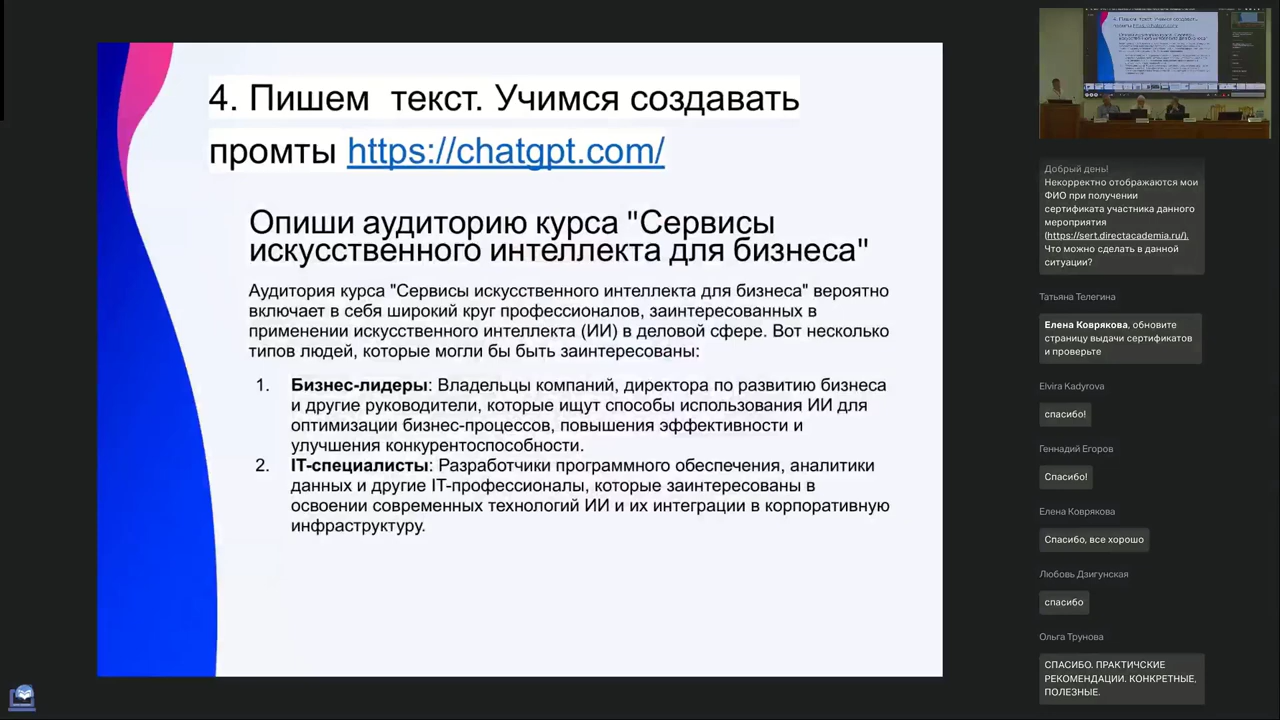 4. Пишем текст. Учимся создавать
промты https://chatgpt.com/
Опиши аудиторию курса "Сервисы
искусственного интеллекта для бизнеса"
Аудитория курса "Сервисы искусственного интеллекта для бизнеса" вероятно
включает в себя широкий круг профессионалов, заинтересованных в
применении искусственного интеллекта (ИИ) в деловой сфере. Вот несколько
типов людей, которые могли бы быть заинтересованы:
1. Бизнес-лидеры: Владельцы компаний, директора по развитию бизнеса
и другие руководители, которые ищут способы использования ИИ для
оптимизации бизнес-процессов, повышения эффективности и
улучшения конкурентоспособности.
2. IT-специалисты: Разработчики программного обеспечения, аналитики
данных и другие IT-профессионалы, которые заинтересованы в
освоении современных технологий ИИ и их интеграции в корпоративную
инфраструктуру.
Добрый день!
Некорректно отображаются мои
ФИО при получении
сертификата участника данного
мероприятия
(https://sert.directacademia.ru/).
Что можно сделать в данной
ситуации?
Татьяна Телегина
Елена Коврякова, обновите
страницу выдачи сертификатов
и проверьте
Elvira Kadyrova
спасибо!
Геннадий Егоров
Спасибо!
Елена Коврякова
Спасибо, все хорошо
Любовь Дзигунская
спасибо
Ольга Трунова
СПАСИБО. ПРАКТИЧСКИЕ
РЕКОМЕНДАЦИИ. КОНКРЕТНЫЕ,
ПОЛЕЗНЫЕ.